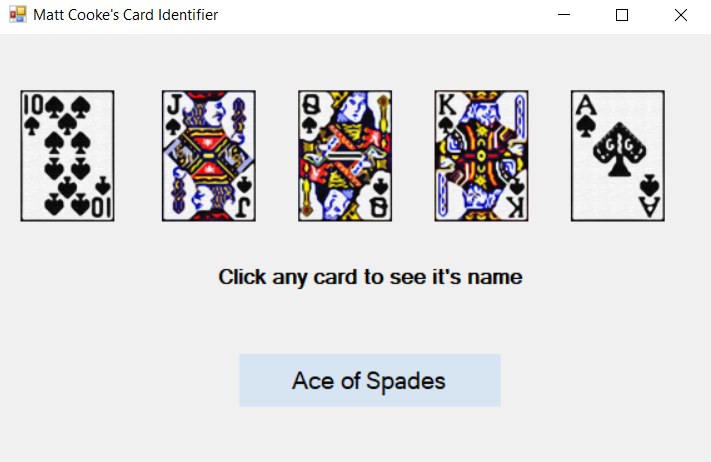 Matt Cooke's Card Identifier
10 J Q K A
G G
10 J Q K A
Click any card to see it's name
Ace of Spades